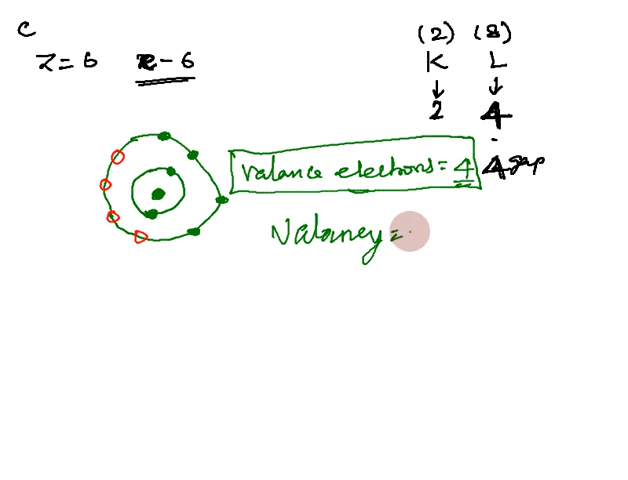 C
(2) (8)
Z = 6 e - 6 K L
↓ ↓
2 4
valance electrons = 4 4 gap
Valancy =